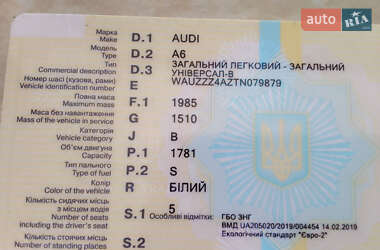 auto RIA.com
Марка
Make D.1 AUDI
Модель
Type D.2 A6
Тип D.3 ЗАГАЛЬНИЙ ЛЕГКОВИЙ - ЗАГАЛЬНИЙ
Commercial description УНІВЕРСАЛ-В
Номер шасі (кузова, рами) E WAUZZZ4AZTN079879
Vehicle identification number
Повна маса F.1 1985
Maximum mass
Маса без навантаження G 1510
Mass of the vehicle in service
Категорія J B
Vehicle category
Об'єм двигуна P.1 1781
Capacity
Тип пального P.2 S
Type of fuel
Колір R БІЛИЙ
Color of the vehicle
Кількість сидячих місць
з місцем водія S.1 5
Number of seats Особливі відмітки: ГБО ЗНГ
including the driver's seat ВМД UA205020/2019/004454 14.02.2019
Кількість стоячих місць Екологічний стандарт "Євро-2"
Number of standing places S.2